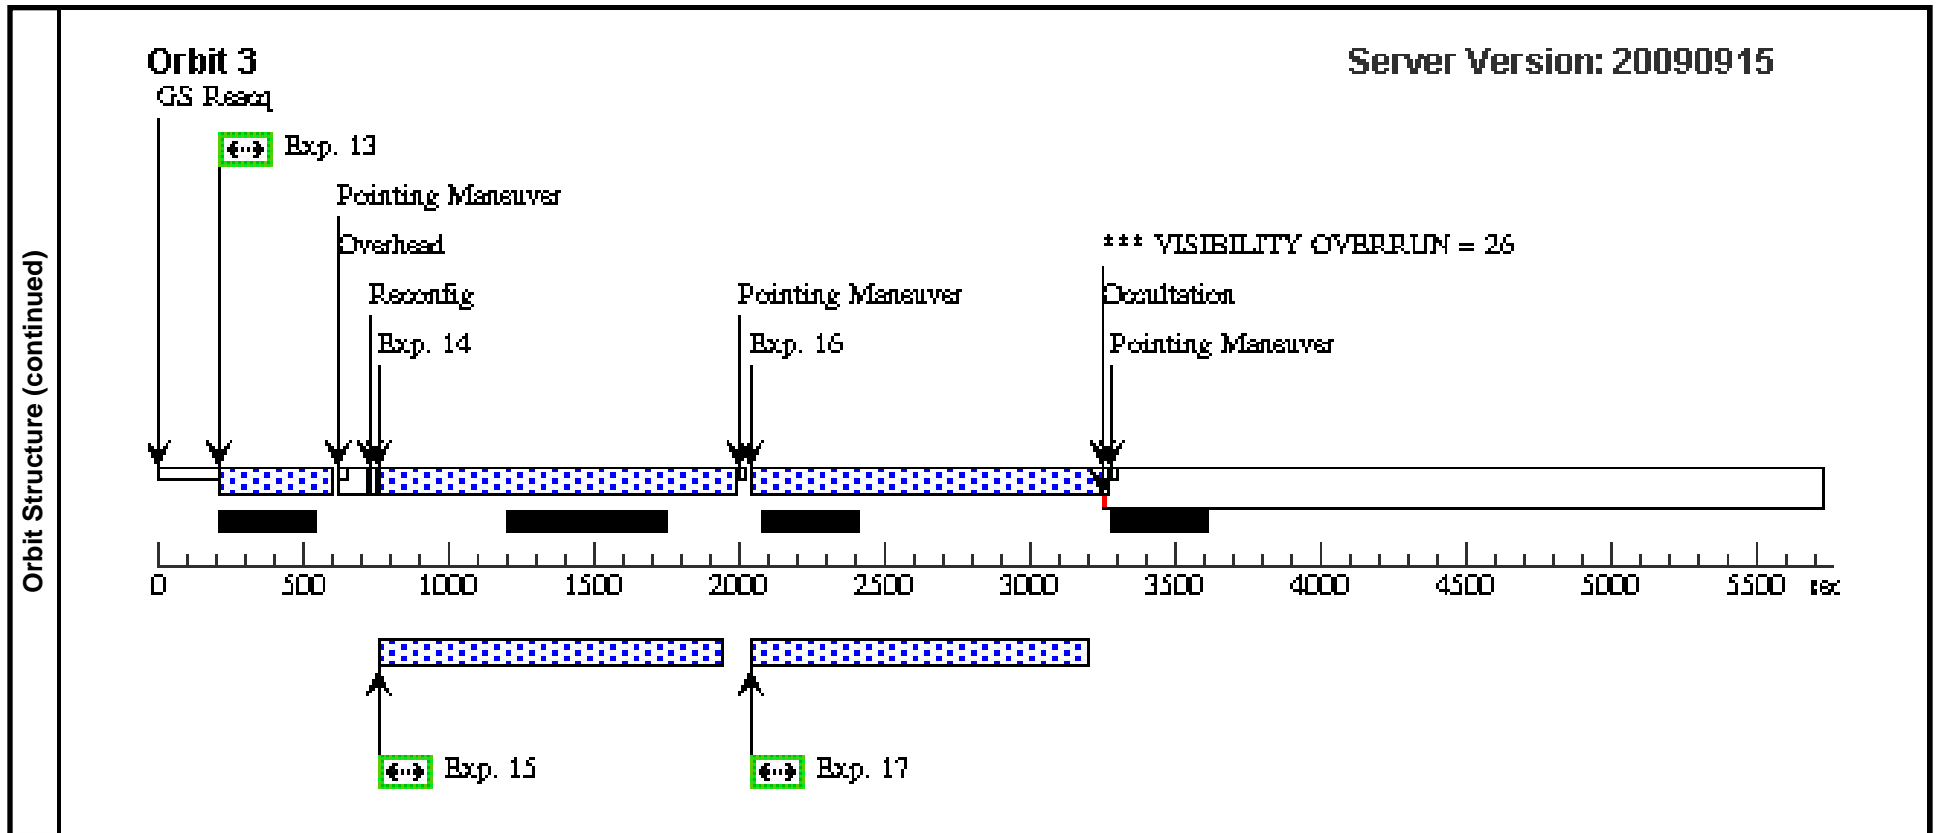 Orbit 3
Server Version: 20090915
GS Reacq
Exp. 13
Pointing Maneuver
Overhead
*** VISIBILITY OVERRUN = 26
Reconfig
Pointing Maneuver
Occultation
Exp. 14
Exp. 16
Pointing Maneuver
0 500 1000 1500 2000 2500 3000 3500 4000 4500 5000 5500 sec
Exp. 15
Exp. 17
Orbit Structure (continued)